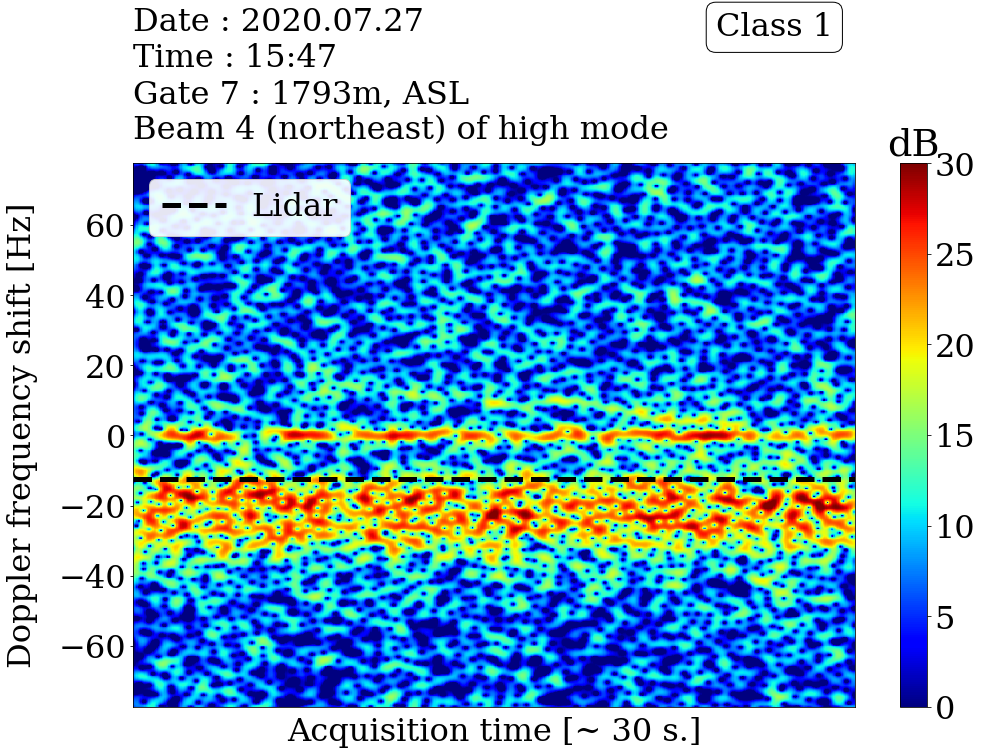 Date : 2020.07.27
Class 1
Time : 15:47
Gate 7 : 1793m, ASL
Beam 4 (northeast) of high mode
dB
Lidar
Doppler frequency shift [Hz]
60
40
20
0
−20
−40
−60
30
25
20
15
10
5
0
Acquisition time [~ 30 s.]